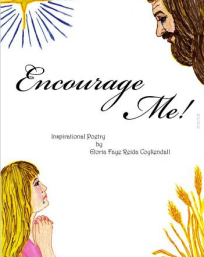 Encourage
Me!
Inspirational Poetry
by
Gloria Faye Reida Coykendall